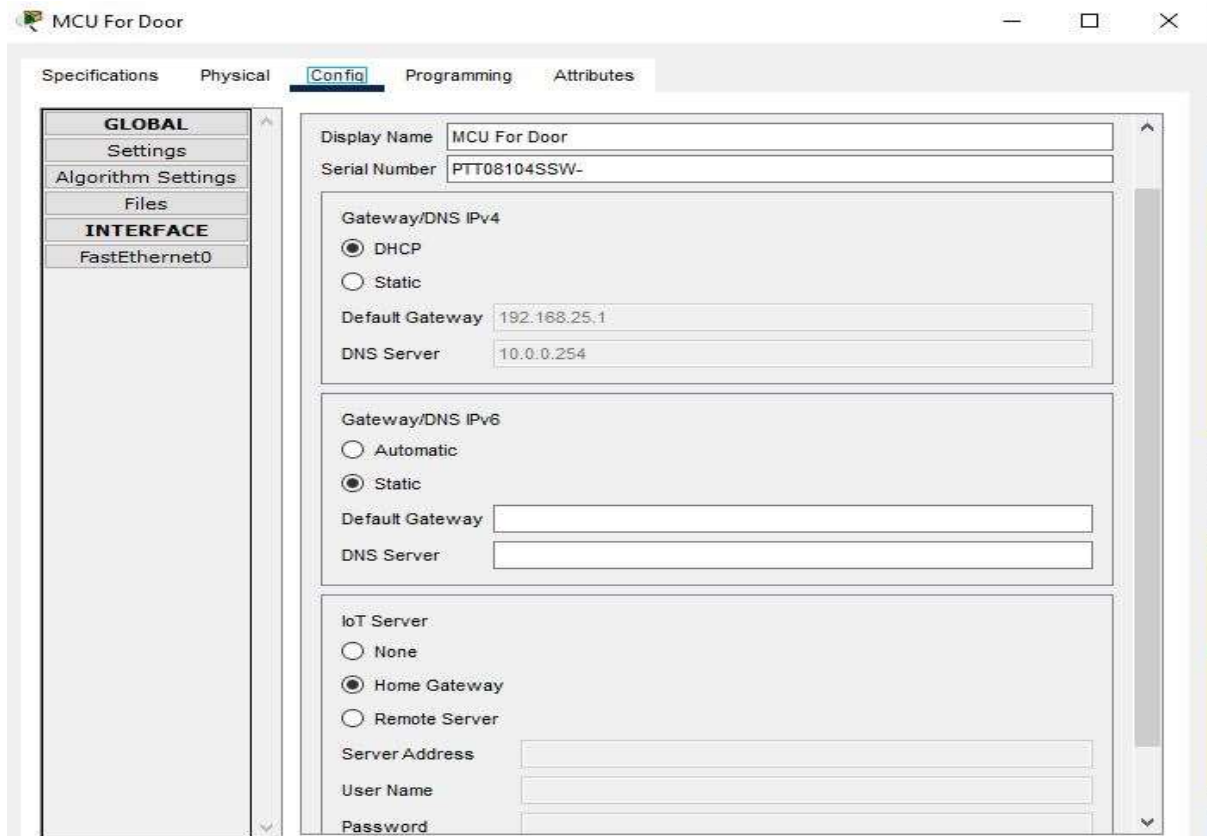 MCU For Door
Specifications Physical Config Programming Attributes
GLOBAL
Settings
Algorithm Settings
Files
INTERFACE
FastEthernet0
Display Name MCU For Door
Serial Number PTT08104SSW-
Gateway/DNS IPv4
DHCP
Static
Default Gateway 192.168.25.1
DNS Server 10.0.0.254
Gateway/DNS IPv6
Automatic
Static
Default Gateway
DNS Server
IoT Server
None
Home Gateway
Remote Server
Server Address
User Name
Password